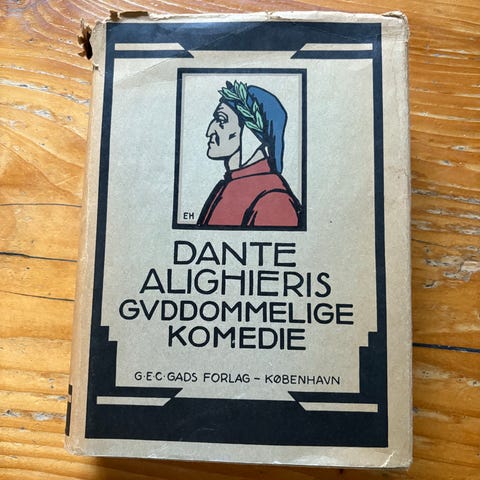 EH
DANTE
ALIGHIERIS
GVDDOMMELIGE
KOMEDIE
G·E·C·GADS FORLAG – KØBENHAVN